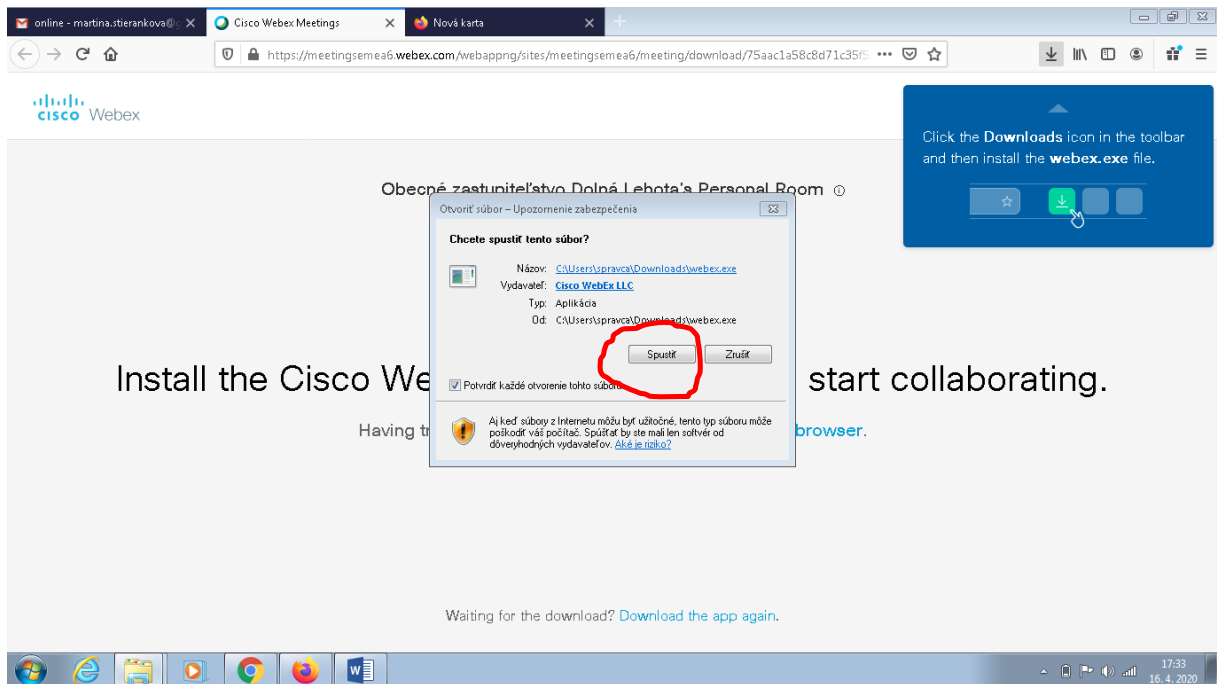 online - martina.stierankova@g
Cisco Webex Meetings
Nová karta
https://meetingsemea6.webex.com/webappng/sites/meetingsemea6/meeting/download/75aac1a58c8d71c35f5
cisco Webex
Click the Downloads icon in the toolbar
and then install the webex.exe file.
Obecné zastupiteľstvo Dolná Lehota's Personal Room
Otvoriť súbor – Upozornenie zabezpečenia
Chcete spustiť tento súbor?
Názov: C:\Users\spravca\Downloads\webex.exe
Vydavateľ: Cisco WebEx LLC
Typ: Aplikácia
Od: C:\Users\spravca\Downloads\webex.exe
Spustiť Zrušiť
Install the Cisco We start collaborating.
Potvrdiť každé otvorenie tohto súboru
Having tr browser.
Aj keď súbory z Internetu môžu byť užitočné, tento typ súboru môže
poškodiť váš počítač. Spúšťať by ste mali len softvér od
dôveryhodných vydavateľov. Aké je riziko?
Waiting for the download? Download the app again.
17:33
16. 4. 2020